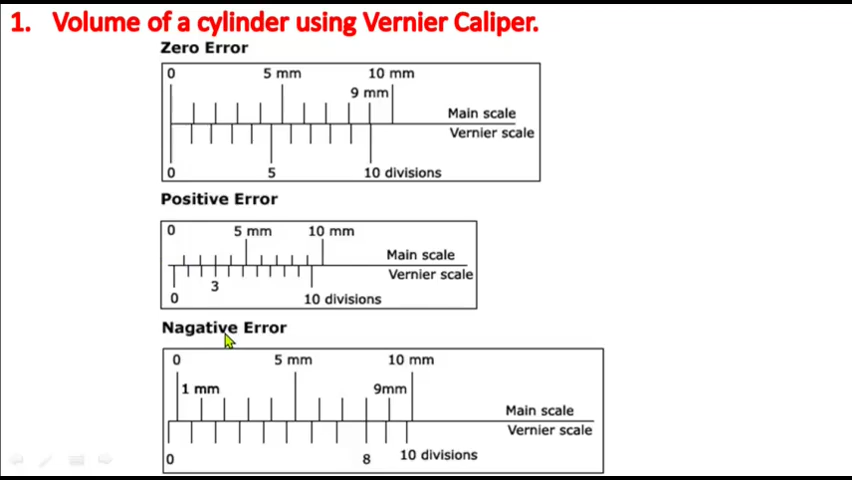 1. Volume of a cylinder using Vernier Caliper.
Zero Error
0 5 mm 10 mm
9 mm
Main scale
Vernier scale
0 5 10 divisions
Positive Error
0 5 mm 10 mm
Main scale
Vernier scale
3
0 10 divisions
Nagative Error
0 5 mm 10 mm
1 mm 9mm
Main scale
Vernier scale
0 8 10 divisions